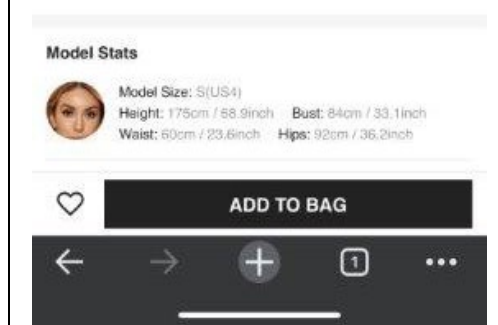 Model Stats
Model Size: S(US4)
Height: 175cm / 68.9inch Bust: 84cm / 33.1inch
Waist: 60cm / 23.6inch Hips: 92cm / 36.2inch
ADD TO BAG
1